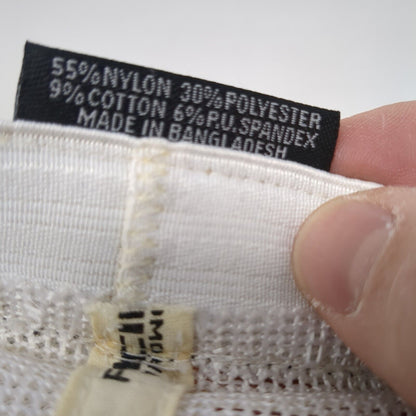 55%NYLON 30%POLYESTER
9%COTTON 6%P.U.SPANDEX
MADE IN BANGLADESH